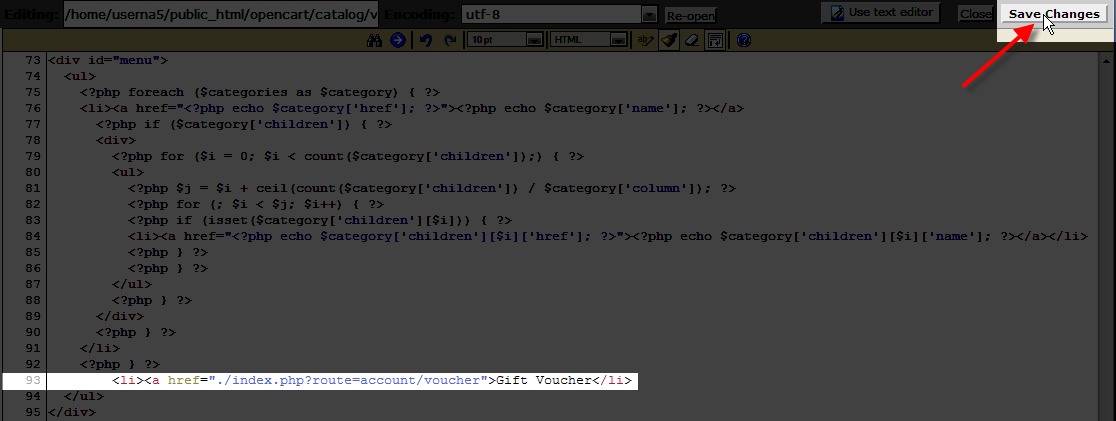 Editing: /home/userna5/public_html/opencart/catalog/v Encoding: utf-8 Re-open Use text editor Close Save Changes
10 pt HTML
73 <div id="menu">
74 <ul>
75 <?php foreach ($categories as $category) { ?>
76 <li><a href="<?php echo $category['href']; ?>"><?php echo $category['name']; ?></a>
77 <?php if ($category['children']) { ?>
78 <div>
79 <?php for ($i = 0; $i < count($category['children']);) { ?>
80 <ul>
81 <?php $j = $i + ceil(count($category['children']) / $category['column']); ?>
82 <?php for (; $i < $j; $i++) { ?>
83 <?php if (isset($category['children'][$i])) { ?>
84 <li><a href="<?php echo $category['children'][$i]['href']; ?>"><?php echo $category['children'][$i]['name']; ?></a></li>
85 <?php } ?>
86 <?php } ?>
87 </ul>
88 <?php } ?>
89 </div>
90 <?php } ?>
91 </li>
92 <?php } ?>
93 <li><a href="./index.php?route=account/voucher">Gift Voucher</li>
94 </ul>
95 </div>